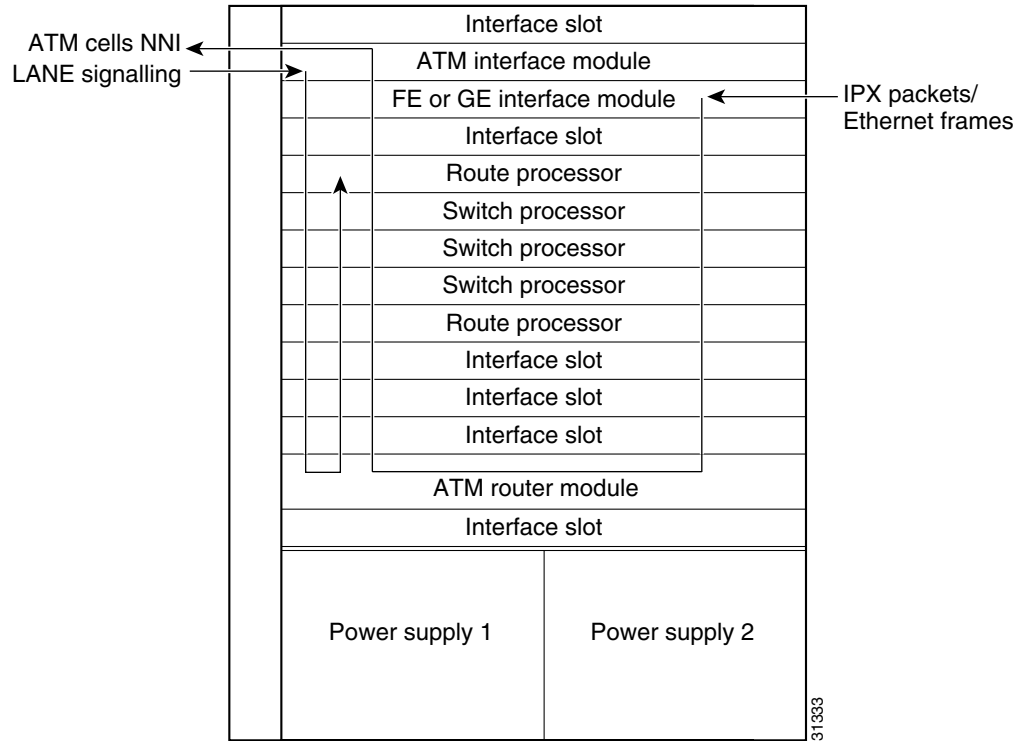 Interface slot
ATM cells NNI
LANE signalling
ATM interface module
FE or GE interface module
IPX packets/
Ethernet frames
Interface slot
Route processor
Switch processor
Switch processor
Switch processor
Route processor
Interface slot
Interface slot
Interface slot
ATM router module
Interface slot
Power supply 1
Power supply 2
31333